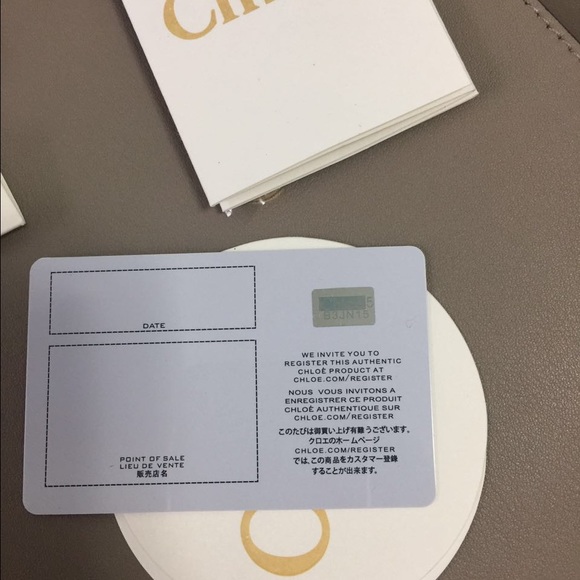 Chl
DATE
WE INVITE YOU TO
REGISTER THIS AUTHENTIC
CHLOÉ PRODUCT AT
CHLOE.COM/REGISTER
NOUS VOUS INVITONS A
ENREGISTRER CE PRODUIT
CHLOÉ AUTHENTIQUE SUR
CHLOE.COM/REGISTER
このたびは御買い上げ有難うございます。
クロエのホームページ
CHLOE.COM/REGISTER
では、この商品をカスタマー登録
することが出来ます。
POINT OF SALE
LIEU DE VENTE
販売店名